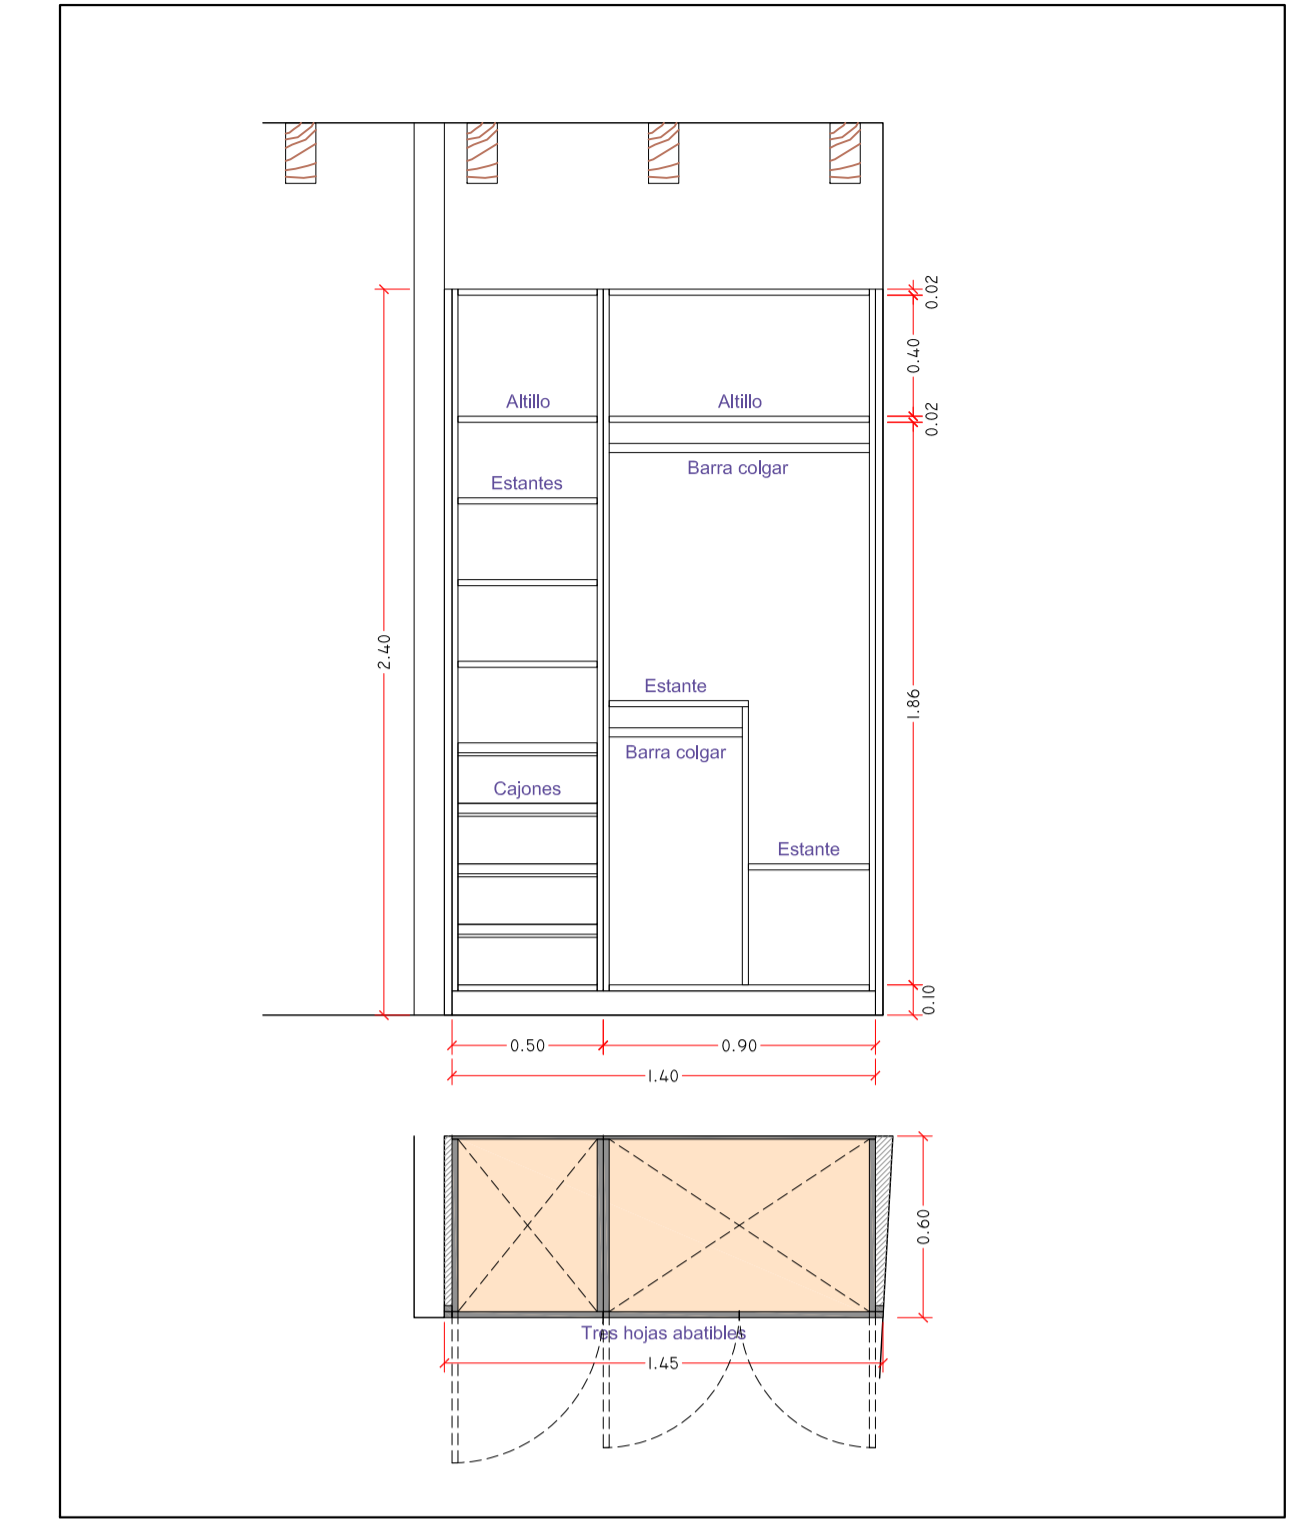 0.02
0.40
Altillo
Altillo
0.02
Barra colgar
Estantes
2.40
Estante
1.86
Barra colgar
Cajones
Estante
0.10
0.50
0.90
1.40
0.60
Tres hojas abatibles
1.45